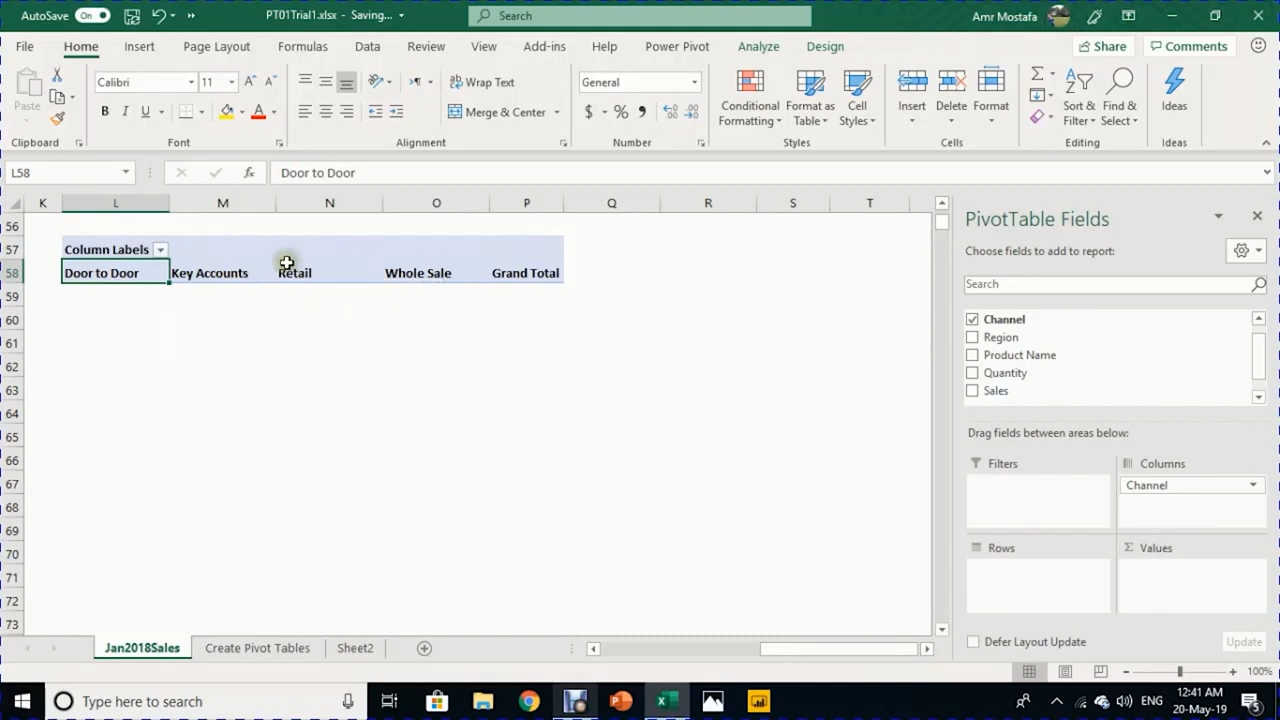 AutoSave On PT01Trial1.xlsx - Saving... Search Amr Mostafa
File Home Insert Page Layout Formulas Data Review View Add-ins Help Power Pivot Analyze Design Share Comments
Paste Calibri 11 A A Wrap Text General Conditional Formatting Format as Table Cell Styles Insert Delete Format Sort & Filter Find & Select Ideas
B I U A Merge & Center $ %
Clipboard Font Alignment Number Styles Cells Editing Ideas
L58 fx Door to Door
K L M N O P Q R S T
56
57 Column Labels
58 Door to Door Key Accounts Retail Whole Sale Grand Total
59
60
61
62
63
64
65
66
67
68
69
70
71
72
73
PivotTable Fields
Choose fields to add to report:
Search
Channel
Region
Product Name
Quantity
Sales
Drag fields between areas below:
Filters Columns
Channel
Rows Σ Values
Defer Layout Update Update
Jan2018Sales Create Pivot Tables Sheet2
100%
Type here to search ENG 12:41 AM 20-May-19 5